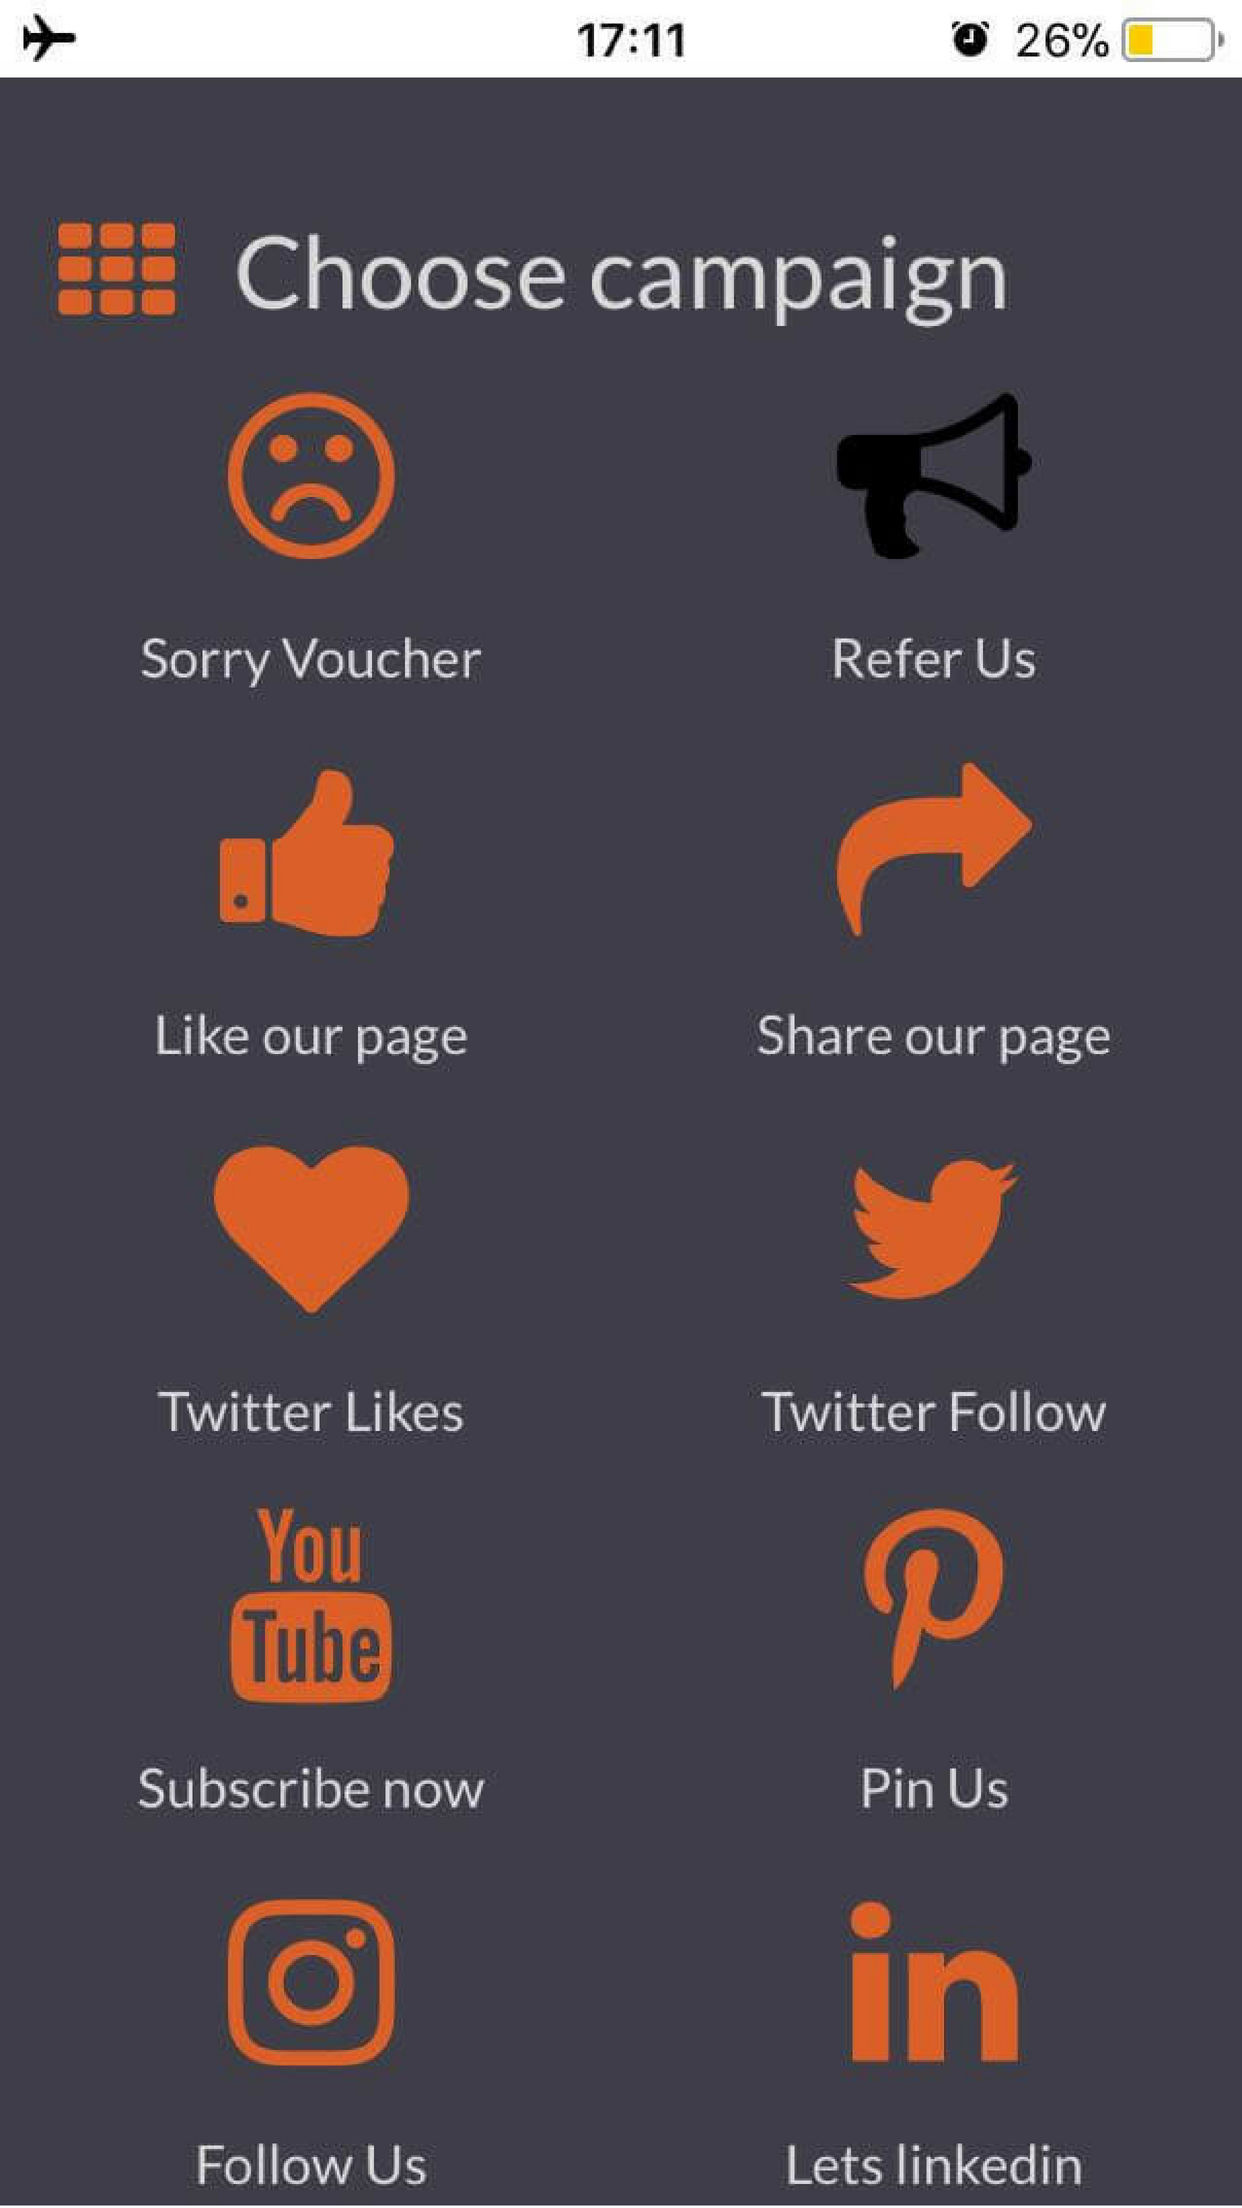 17:11 26%
Choose campaign
Sorry Voucher Refer Us
Like our page Share our page
Twitter Likes Twitter Follow
You
Tube
Subscribe now Pin Us
in
Follow Us Lets linkedin